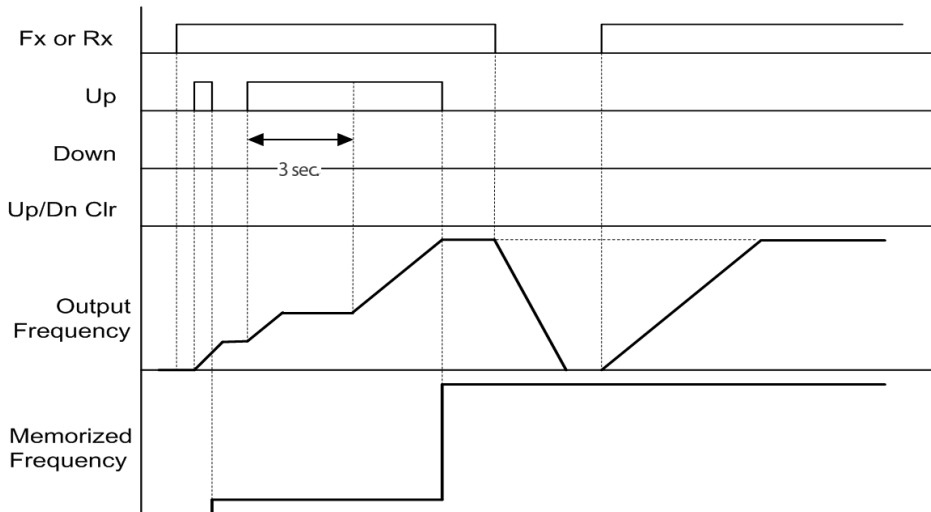 Fx or Rx
Up
Down
3 sec.
Up/Dn Clr
Output
Frequency
Memorized
Frequency